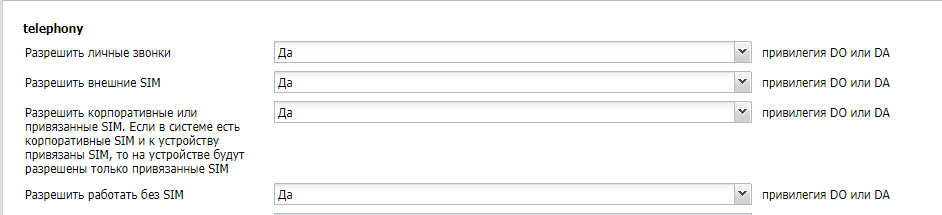 telephony
Разрешить личные звонки Да привилегия DO или DA
Разрешить внешние SIM Да привилегия DO или DA
Разрешить корпоративные или Да привилегия DO или DA
привязанные SIM. Если в системе есть
корпоративные SIM и к устройству
привязаны SIM, то на устройстве будут
разрешены только привязанные SIM
Разрешить работать без SIM Да привилегия DO или DA